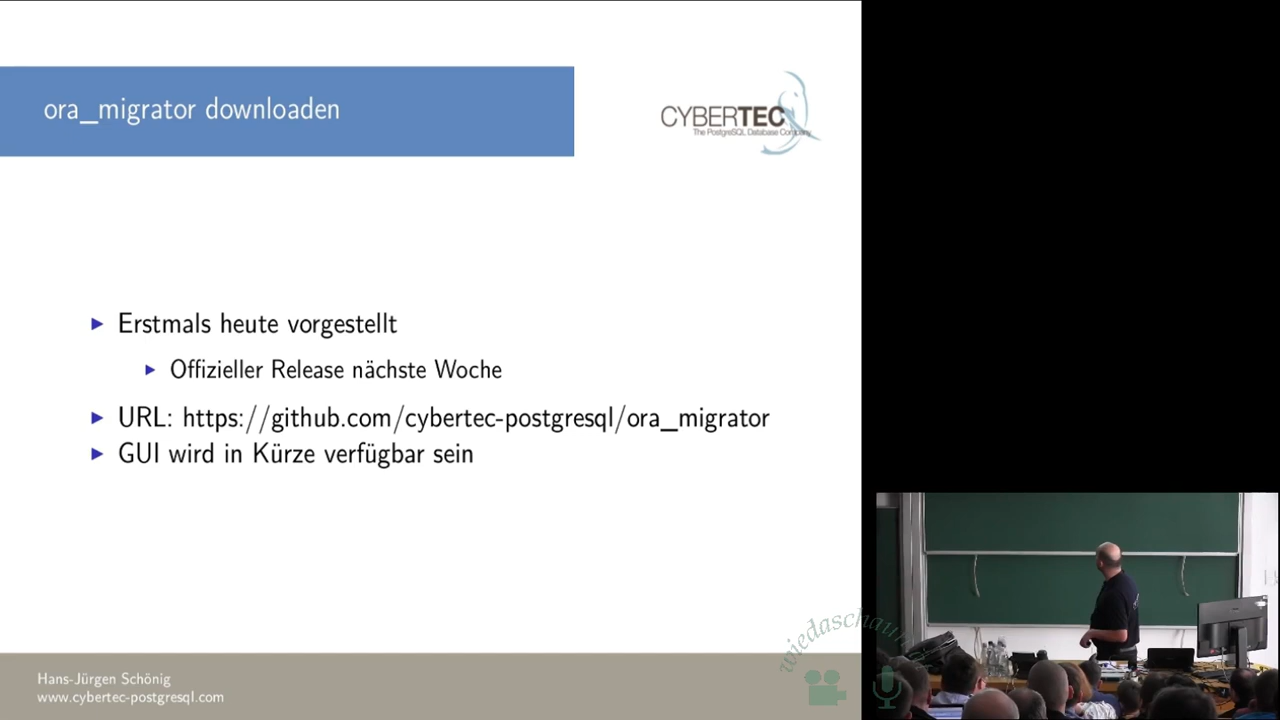 ora_migrator downloaden
CYBERTEC
The PostgreSQL Database Company
Erstmals heute vorgestellt
Offizieller Release nächste Woche
URL: https://github.com/cybertec-postgresql/ora_migrator
GUI wird in Kürze verfügbar sein
Hans-Jürgen Schönig
www.cybertec-postgresql.com